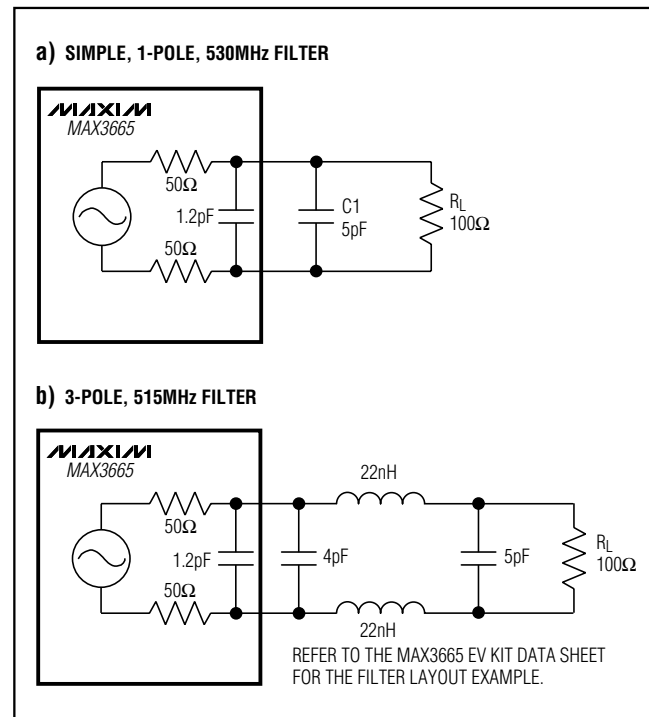 a) SIMPLE, 1-POLE, 530MHz FILTER
MAXIM
MAX3665
50Ω
1.2pF
50Ω
C1
5pF
RL
100Ω
b) 3-POLE, 515MHz FILTER
MAXIM
MAX3665
50Ω
1.2pF
50Ω
4pF
22nH
22nH
5pF
RL
100Ω
REFER TO THE MAX3665 EV KIT DATA SHEET
FOR THE FILTER LAYOUT EXAMPLE.